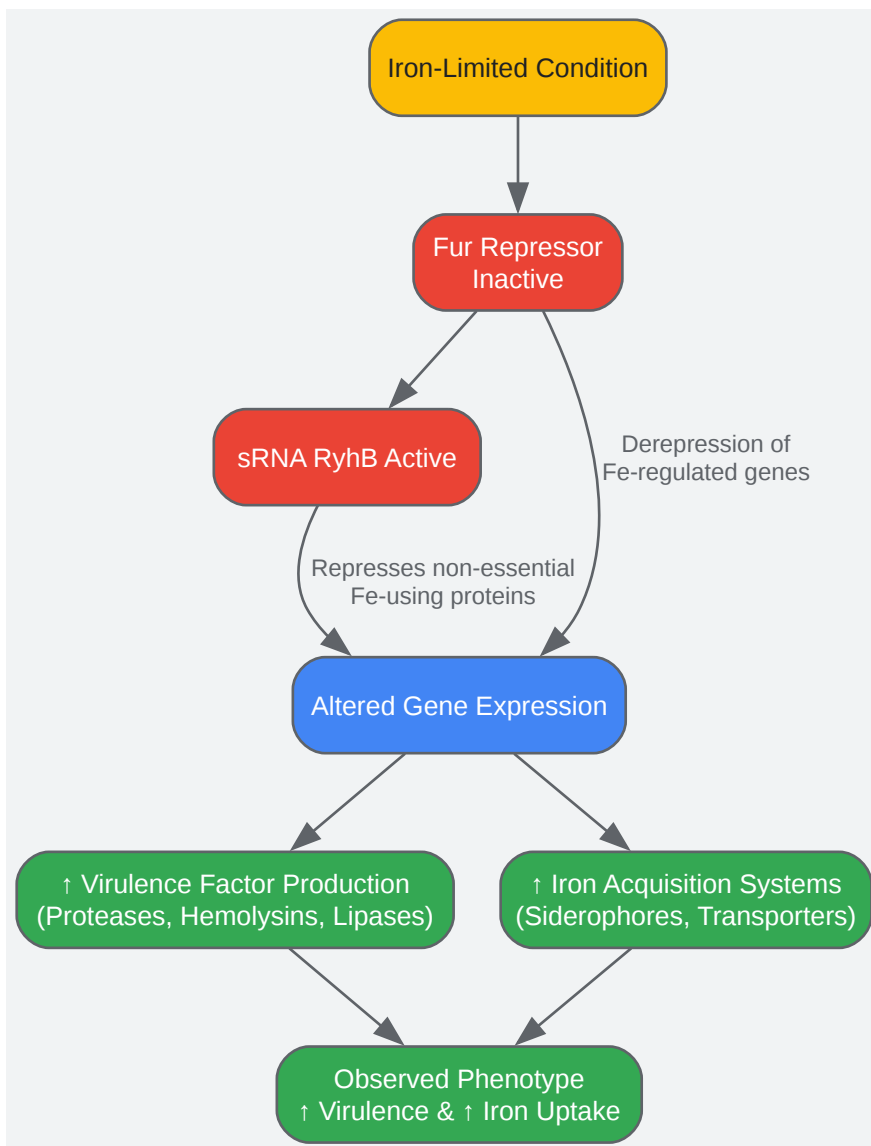 Iron-Limited Condition
Fur Repressor
Inactive
Derepression of
Fe-regulated genes
sRNA RyhB Active
Represses non-essential
Fe-using proteins
Altered Gene Expression
↑ Virulence Factor Production
(Proteases, Hemolysins, Lipases)
↑ Iron Acquisition Systems
(Siderophores, Transporters)
Observed Phenotype
↑ Virulence & ↑ Iron Uptake